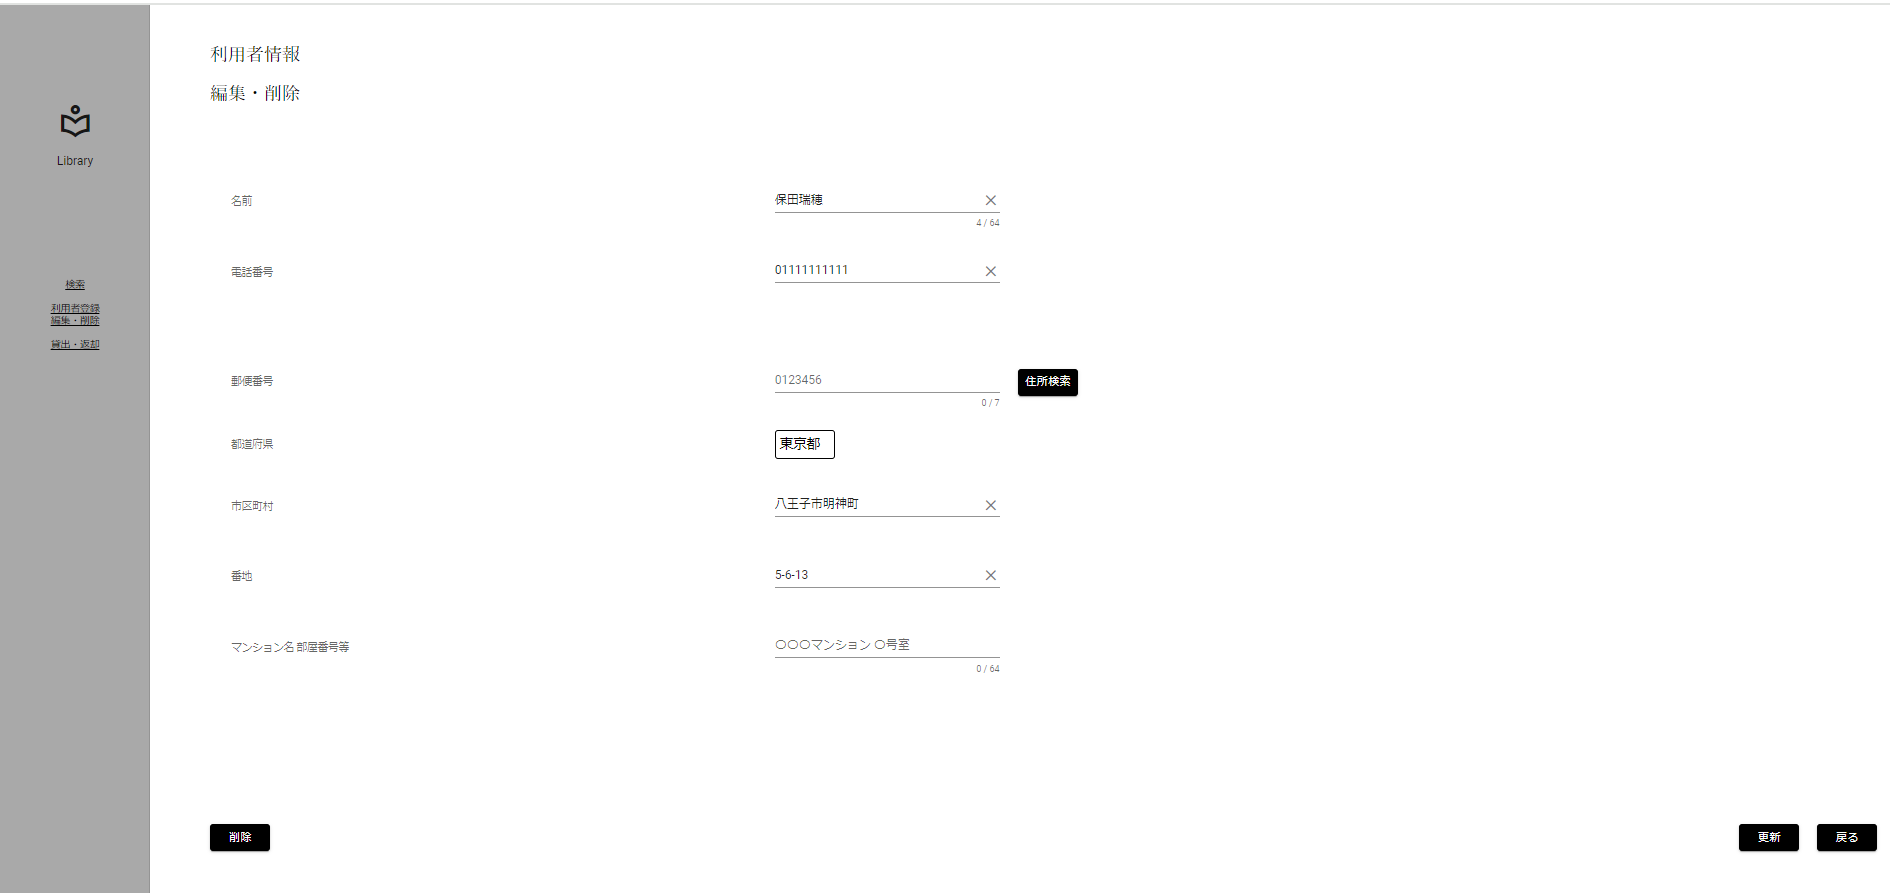 Library
検索
利用者登録
編集・削除
貸出・返却
利用者情報
編集・削除
名前
保田瑞穂
4 / 64
電話番号
01111111111
郵便番号
0123456
住所検索
0 / 7
都道府県
東京都
市区町村
八王子市明神町
番地
5-6-13
マンション名 部屋番号等
〇〇〇マンション 〇号室
0 / 64
削除
更新
戻る